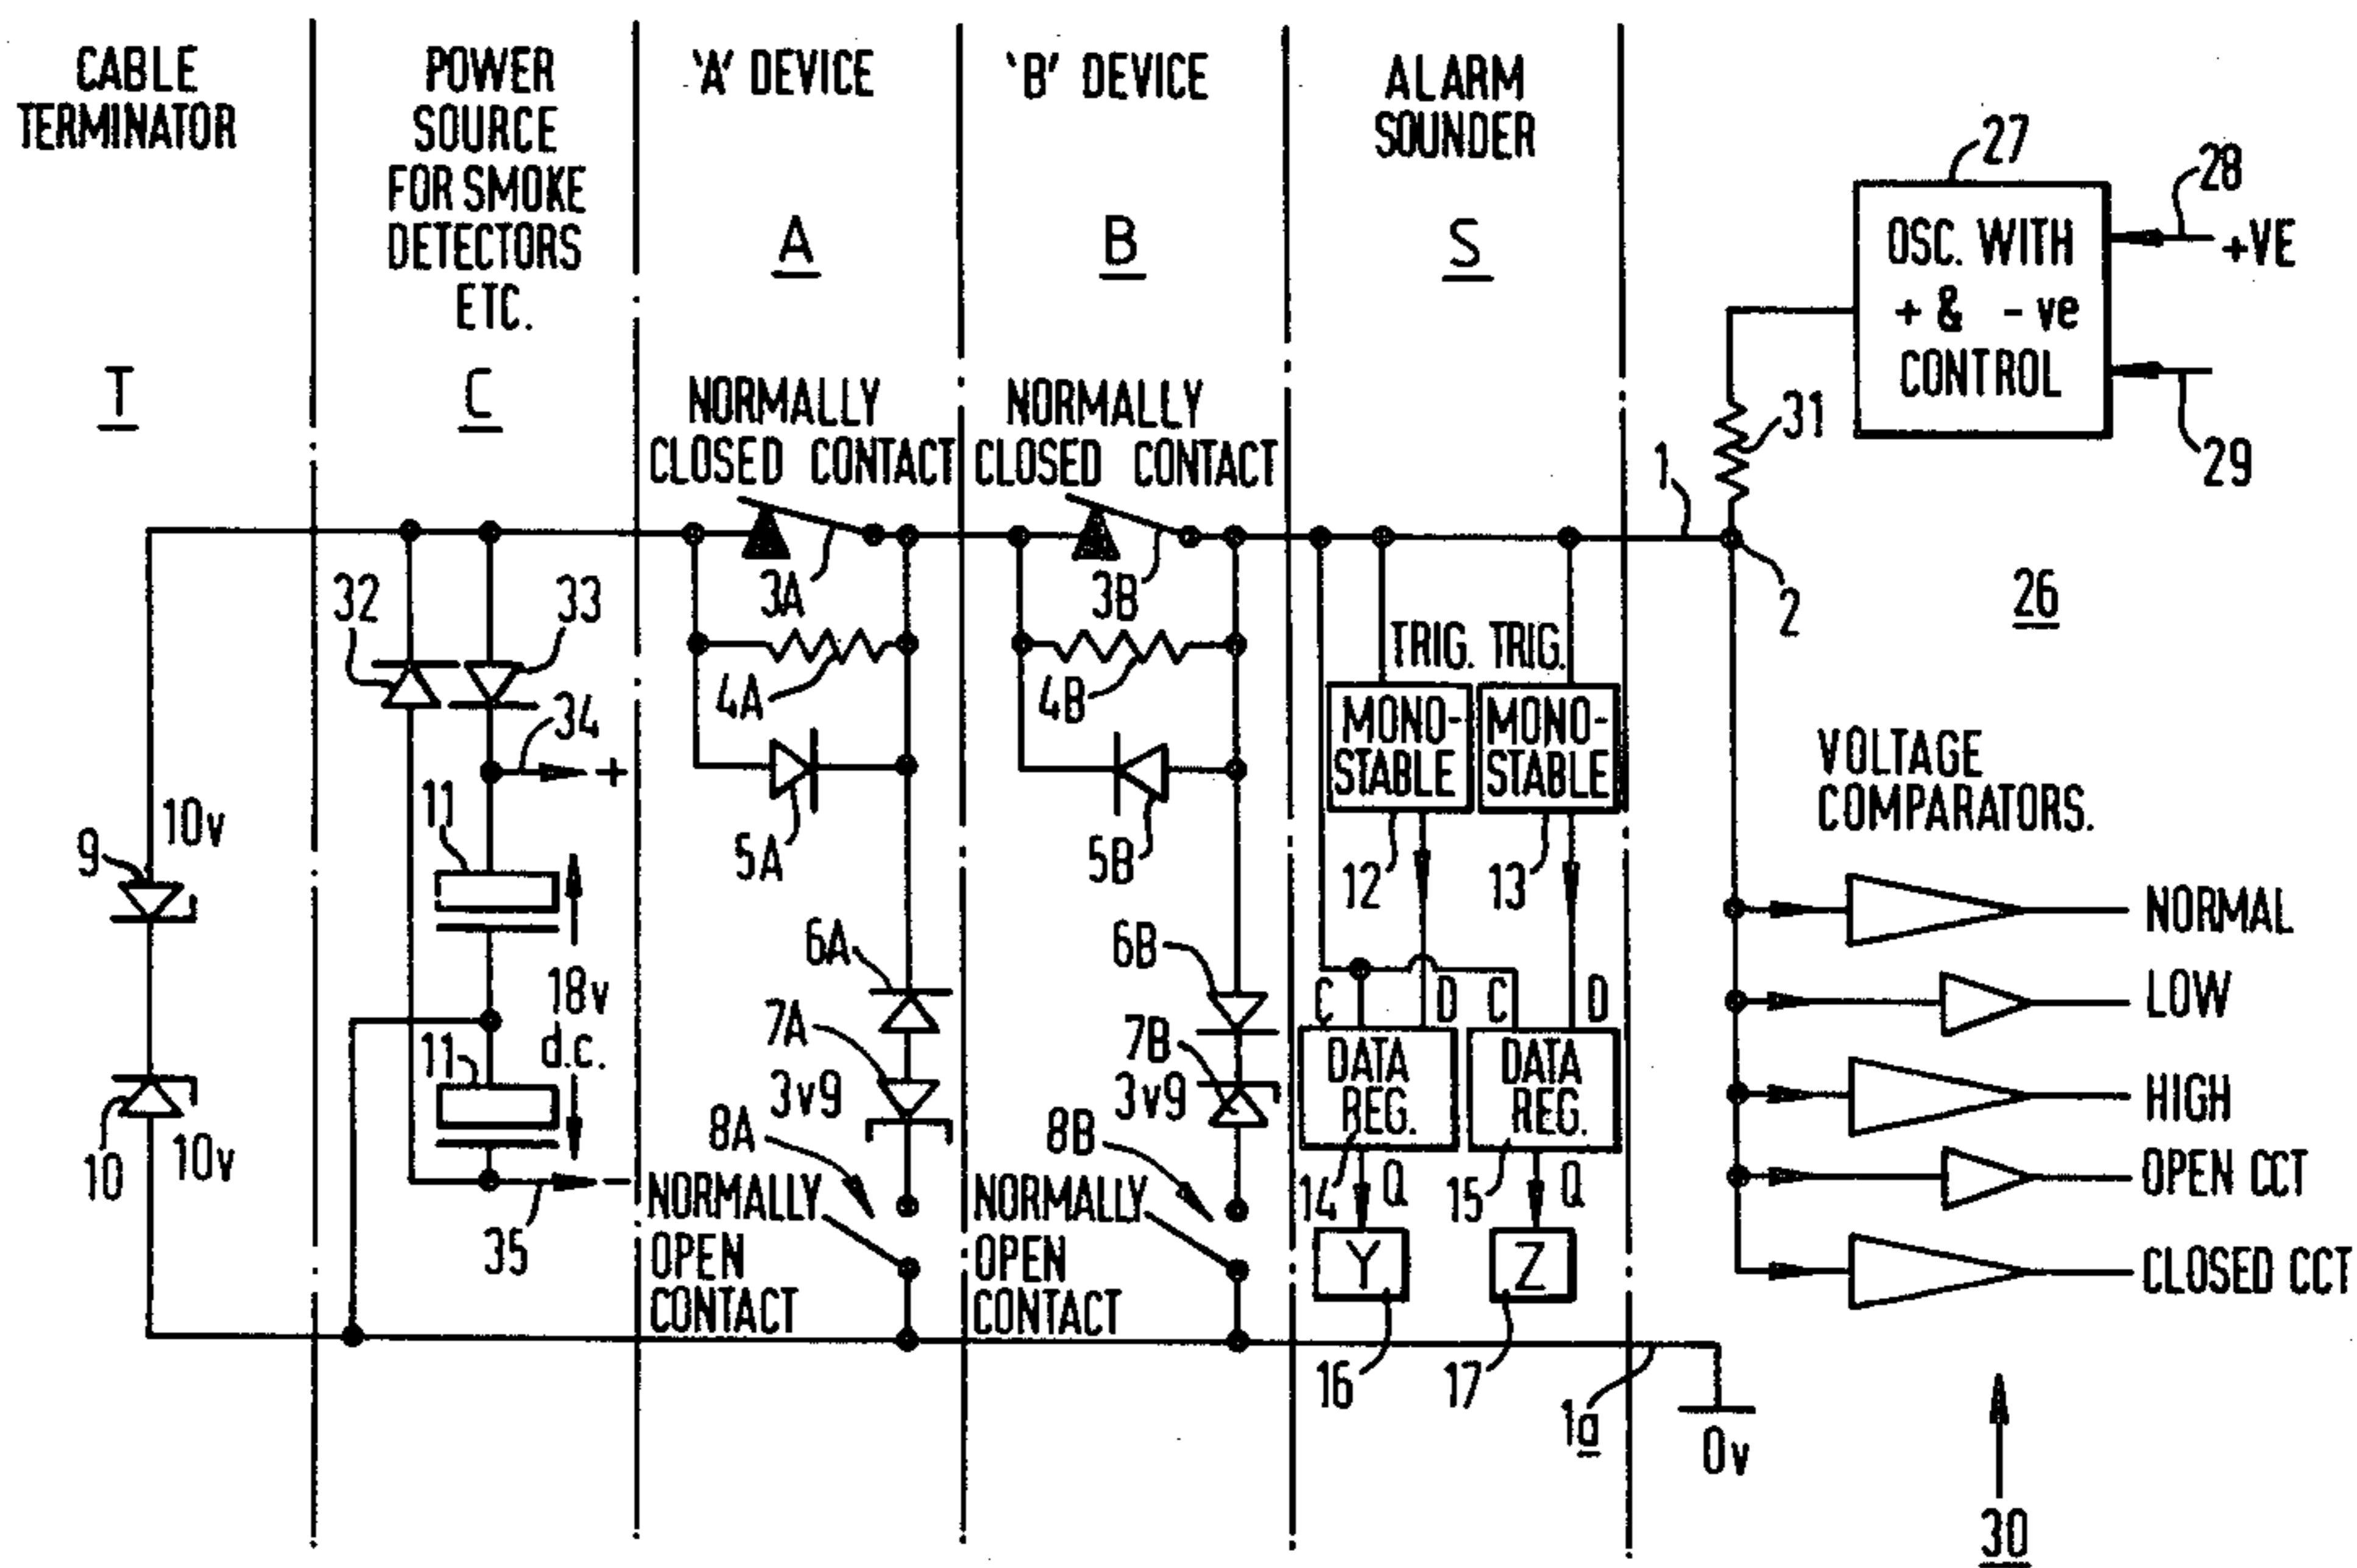 CABLE
TERMINATOR
T
POWER
SOURCE
FOR SMOKE
DETECTORS
ETC.
C
'A' DEVICE
A
'B' DEVICE
B
ALARM
SOUNDER
S
27
28
OSC. WITH
+ & - ve
CONTROL
+VE
29
31
1
2
26
NORMALLY
CLOSED CONTACT
NORMALLY
CLOSED CONTACT
3A
3B
32
33
34
+
4A
4B
5A
5B
TRIG. TRIG.
MONO-
STABLE
MONO-
STABLE
12
13
VOLTAGE
COMPARATORS.
NORMAL
LOW
HIGH
OPEN CCT
CLOSED CCT
10v
9
10
10v
11
18v
d.c.
11
35
-
6A
7A
3v9
8A
NORMALLY
OPEN
CONTACT
6B
7B
3v9
8B
NORMALLY
OPEN
CONTACT
C D C D
DATA
REG.
DATA
REG.
14 Q 15 Q
Y Z
16 17
1a
0v
30